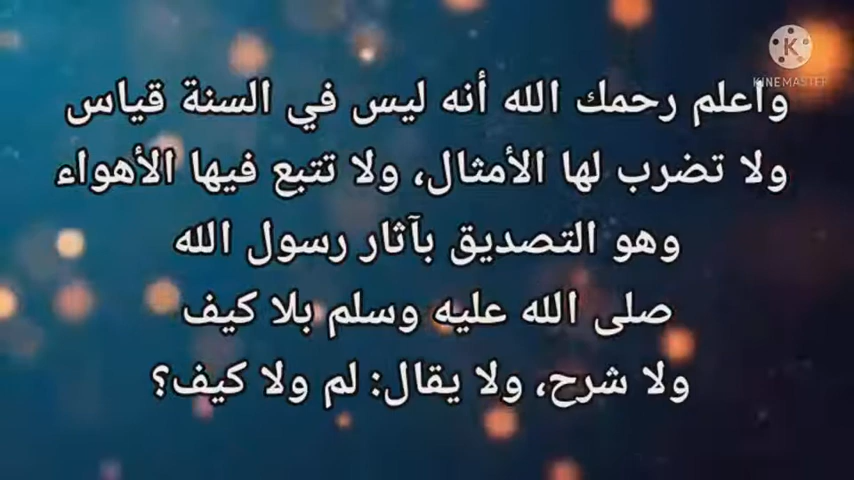 KINEMASTER
واعلم رحمك الله أنه ليس في السنة قياس
ولا تضرب لها الأمثال، ولا تتبع فيها الأهواء
وهو التصديق بآثار رسول الله
صلى الله عليه وسلم بلا كيف
ولا شرح، ولا يقال: لم ولا كيف؟